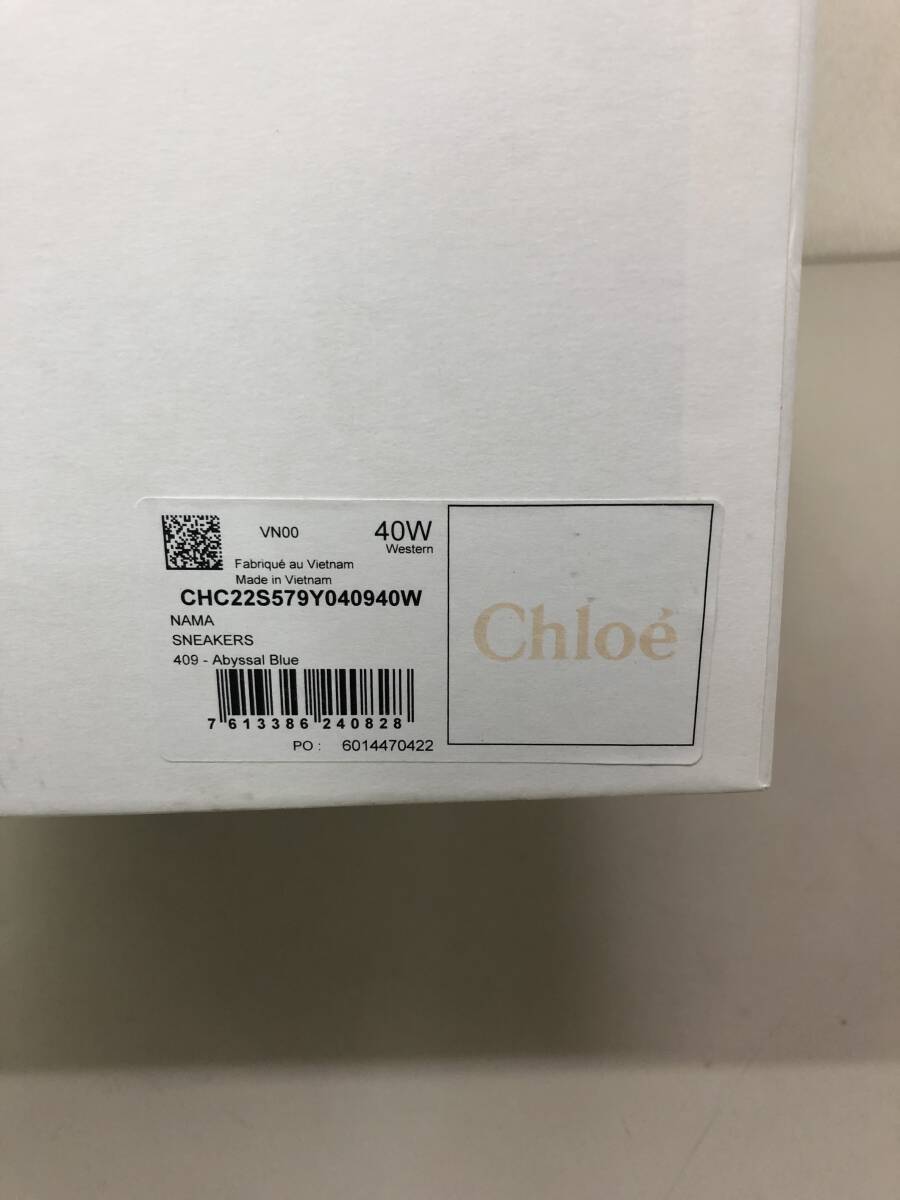 VN00
40W
Western
Fabriqué au Vietnam
Made in Vietnam
CHC22S579Y040940W
NAMA
SNEAKERS
409 - Abyssal Blue
7 613386 240828
PO : 6014470422
Chloé